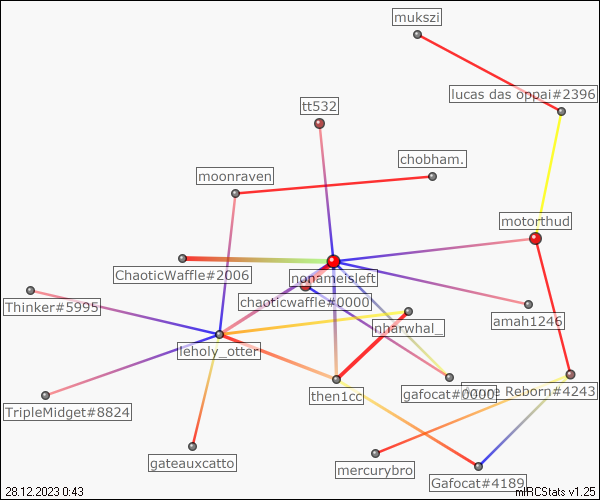 mukszi
lucas das oppai#2396
tt532
chobham.
moonraven
motorthud
ChaoticWaffle#2006
nonameisleft
Thinker#5995
chaoticwaffle#0000
amah1246
nharwhal_
leholy_otter
gafocat#0000
Reborn#4243
then1cc
TripleMidget#8824
gateauxcatto
mercurybro
Gafocat#4189
28.12.2023 0:43
mIRCStats v1.25